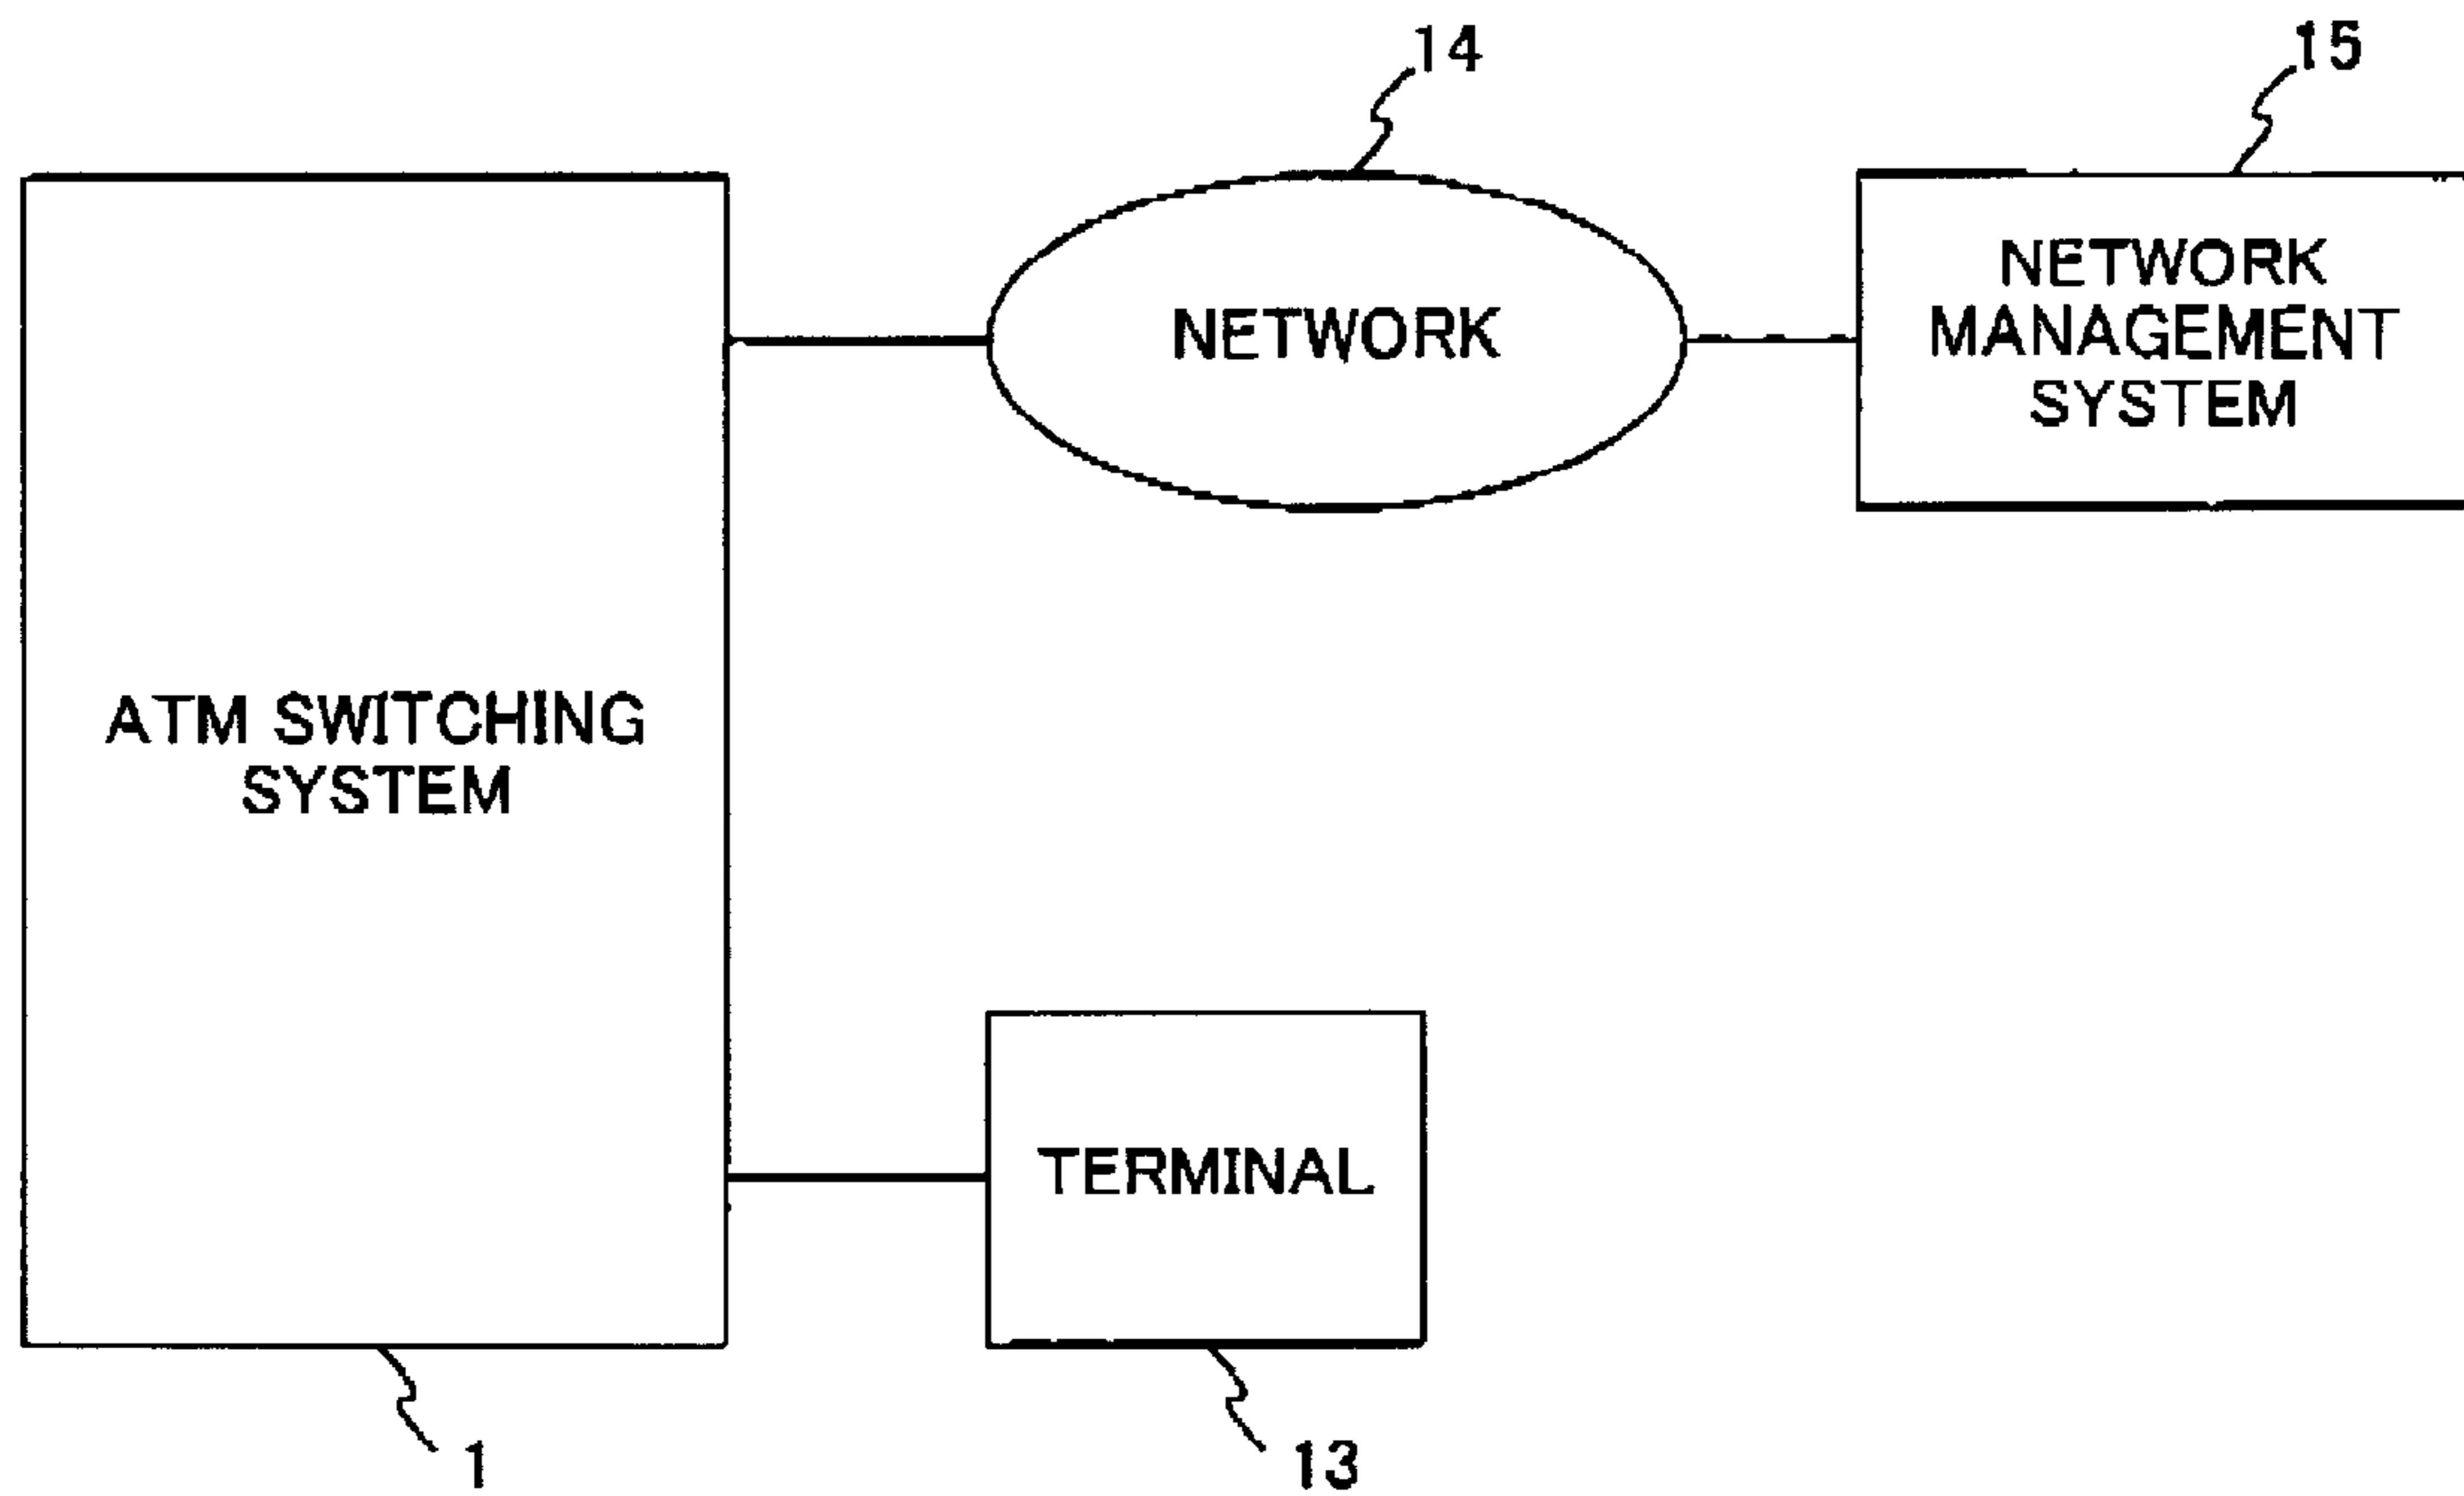 14
15
NETWORK
MANAGEMENT
SYSTEM
NETWORK
ATM SWITCHING
SYSTEM
TERMINAL
1
13